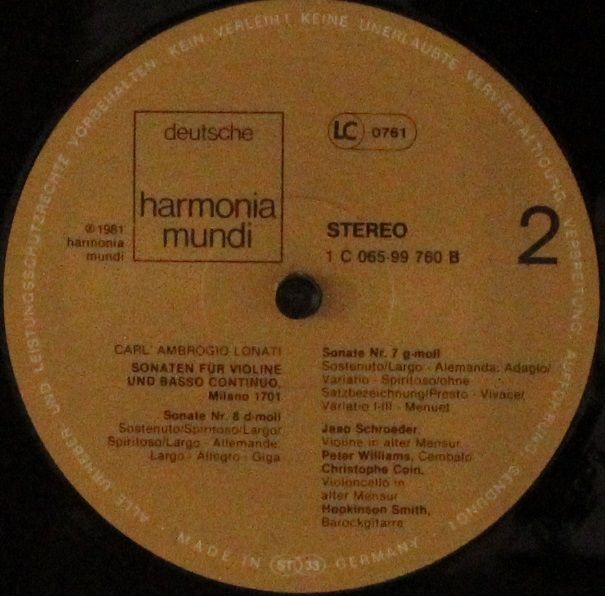 ALLE URHEBER- UND LEISTUNGSSCHUTZRECHTE VORBEHALTEN. KEIN VERLEIH! KEINE UNERLAUBTE VERVIELFÄLTIGUNG, VERBREITUNG, AUFFÜHRUNG, SENDUNG!
deutsche
harmonia
mundi
LC 0761
℗ 1981
harmonia
mundi
STEREO
1 C 065-99 760 B
2
CARL' AMBROGIO LONATI
SONATEN FÜR VIOLINE
UND BASSO CONTINUO,
Milano 1701
Sonate Nr. 8 d-moll
Sostenuto/Spiritoso/Largo/
Spiritoso/Largo - Allemande:
Largo - Allegro - Giga
Sonate Nr. 7 g-moll
Sostenuto/Largo - Alemanda: Adagio/
Variatio - Spiritoso/ohne
Satzbezeichnung/Presto - Vivace/
Variatio I-III - Menuet
Jaap Schroeder,
Violine in alter Mensur
Peter Williams, Cembalo
Christophe Coin,
Violoncello in
alter Mensur
Hopkinson Smith,
Barockgitarre
MADE IN ST 33 GERMANY